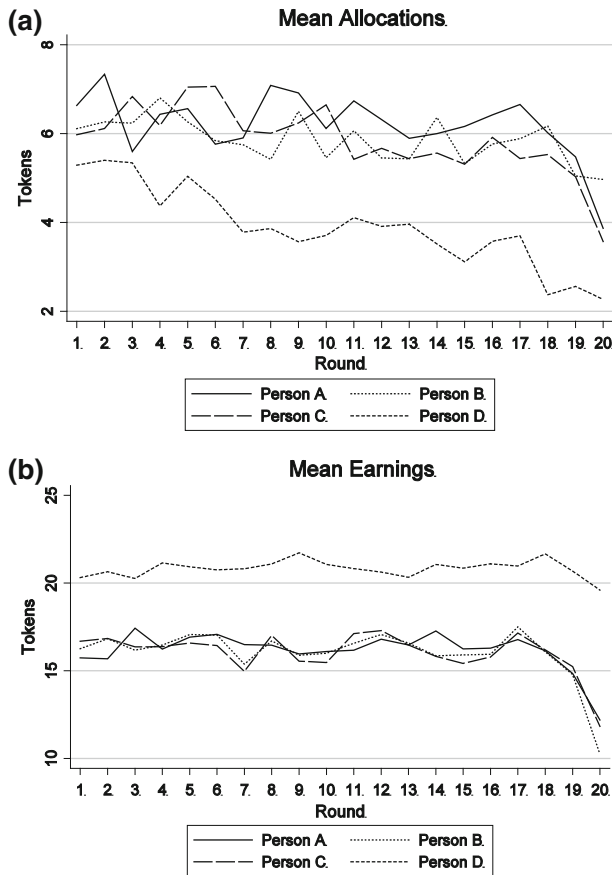 (a)
Mean Allocations.
8
6
4
2
Tokens
1. 2. 3. 4. 5. 6. 7. 8. 9. 10. 11. 12. 13. 14. 15. 16. 17. 18. 19. 20.
Round.
Person A. Person B.
Person C. Person D.
(b)
Mean Earnings.
25
20
15
10
Tokens
1. 2. 3. 4. 5. 6. 7. 8. 9. 10. 11. 12. 13. 14. 15. 16. 17. 18. 19. 20.
Round.
Person A. Person B.
Person C. Person D.